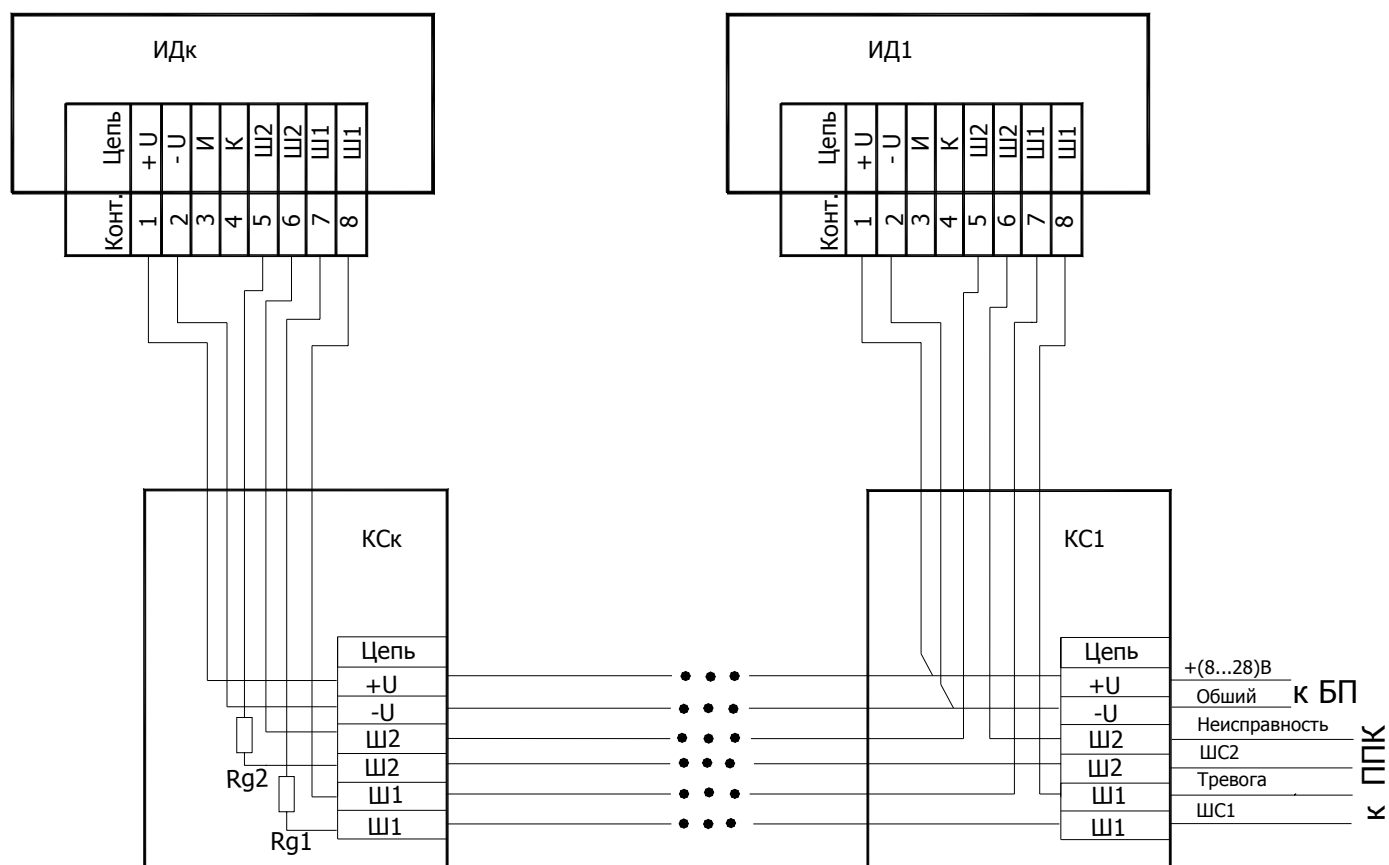 ИДк
ИД1
Цепь +U -U И К Ш2 Ш2 Ш1 Ш1
Конт. 1 2 3 4 5 6 7 8
Цепь +U -U И К Ш2 Ш2 Ш1 Ш1
Конт. 1 2 3 4 5 6 7 8
КСк
КС1
Цепь
+U
-U
Ш2
Ш2
Ш1
Ш1
Rg2
Rg1
Цепь
+U
-U
Ш2
Ш2
Ш1
Ш1
+(8...28)В
Обший
к БП
Неисправность
ШС2
Тревога
ШС1
к ППК